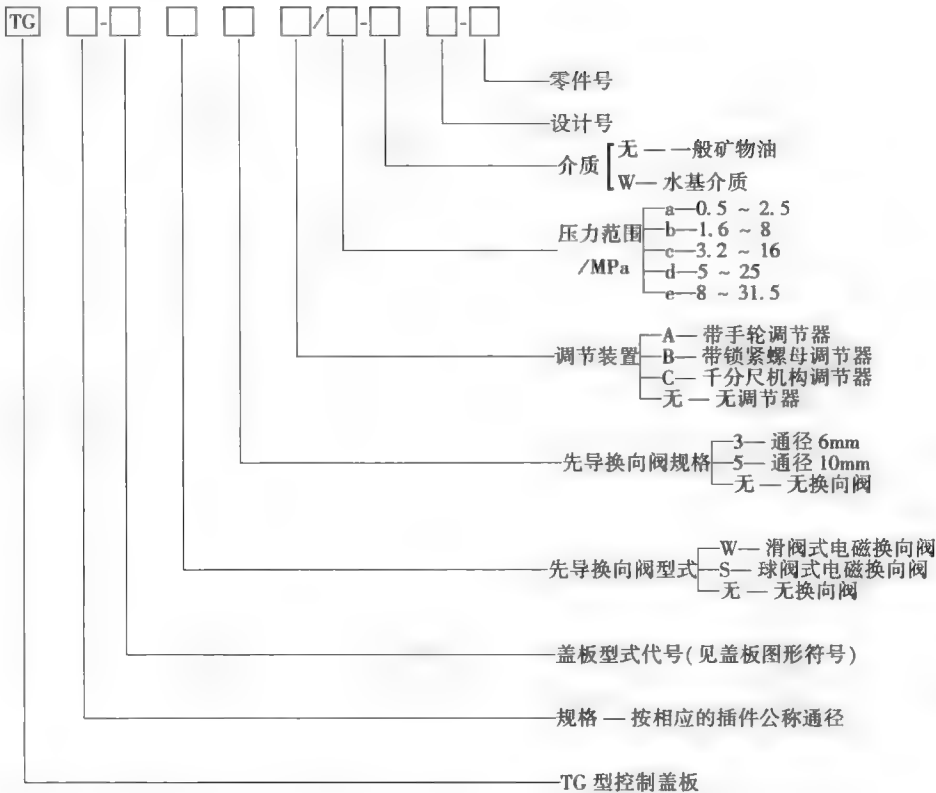 TG □-□ □ □ □/□-□ □-□
零件号
设计号
介质
无 — 一般矿物油
W— 水基介质
压力范围
/MPa
a—0.5 ~ 2.5
b—1.6 ~ 8
c—3.2 ~ 16
d—5 ~ 25
e—8 ~ 31.5
调节装置
A— 带手轮调节器
B— 带锁紧螺母调节器
C— 千分尺机构调节器
无 — 无调节器
先导换向阀规格
3— 通径 6mm
5— 通径 10mm
无 — 无换向阀
先导换向阀型式
W— 滑阀式电磁换向阀
S— 球阀式电磁换向阀
无 — 无换向阀
盖板型式代号(见盖板图形符号)
规格 — 按相应的插件公称通径
TG 型控制盖板